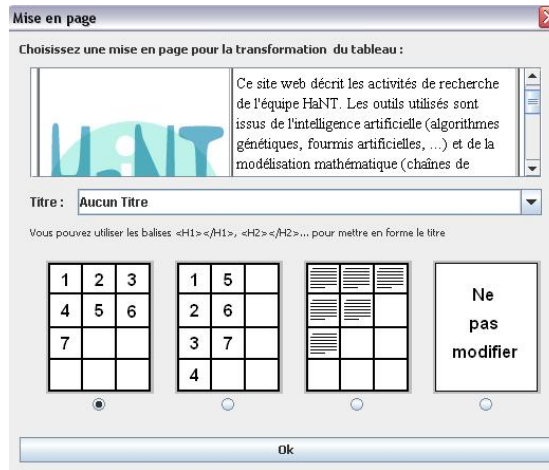 Mise en page
Choisissez une mise en page pour la transformation du tableau :
HaNT
Ce site web décrit les activités de recherche
de l'équipe HaNT. Les outils utilisés sont
issus de l'intelligence artificielle (algorithmes
génétiques, fourmis artificielles, ...) et de la
modélisation mathématique (chaînes de
Titre : Aucun Titre
Vous pouvez utiliser les balises <H1></H1>, <H2></H2>... pour mettre en forme le titre
1 2 3
4 5 6
7
1 5
2 6
3 7
4
Ne
pas
modifier
Ok